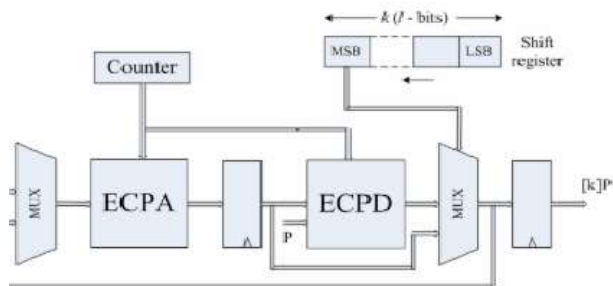 k (l - bits)
MSB
LSB
Shift
register
Counter
MUX
ECPA
ECPD
P
MUX
[k]P